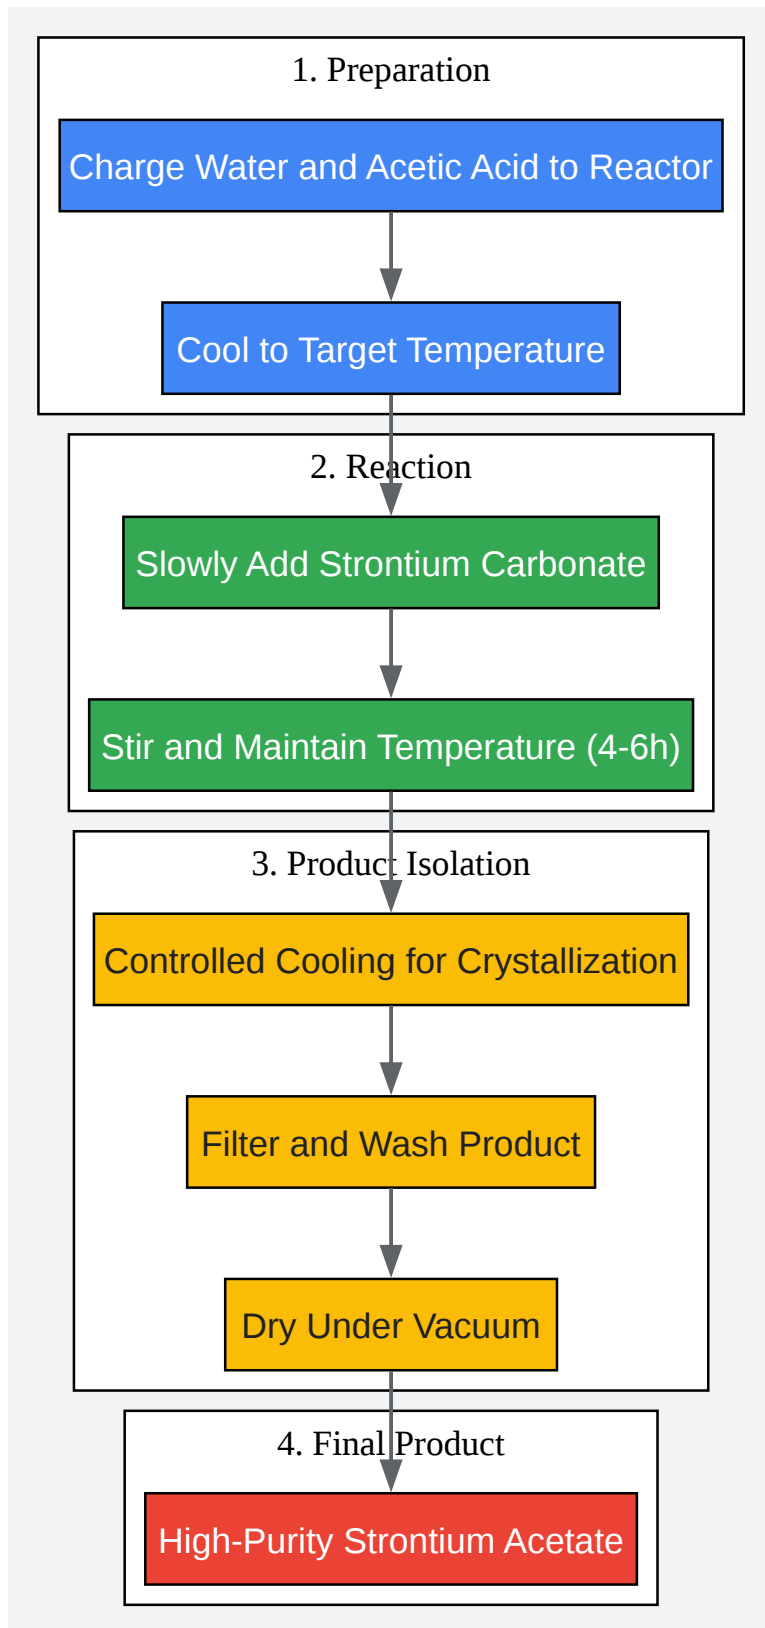 1. Preparation
Charge Water and Acetic Acid to Reactor
Cool to Target Temperature
2. Reaction
Slowly Add Strontium Carbonate
Stir and Maintain Temperature (4-6h)
3. Product Isolation
Controlled Cooling for Crystallization
Filter and Wash Product
Dry Under Vacuum
4. Final Product
High-Purity Strontium Acetate